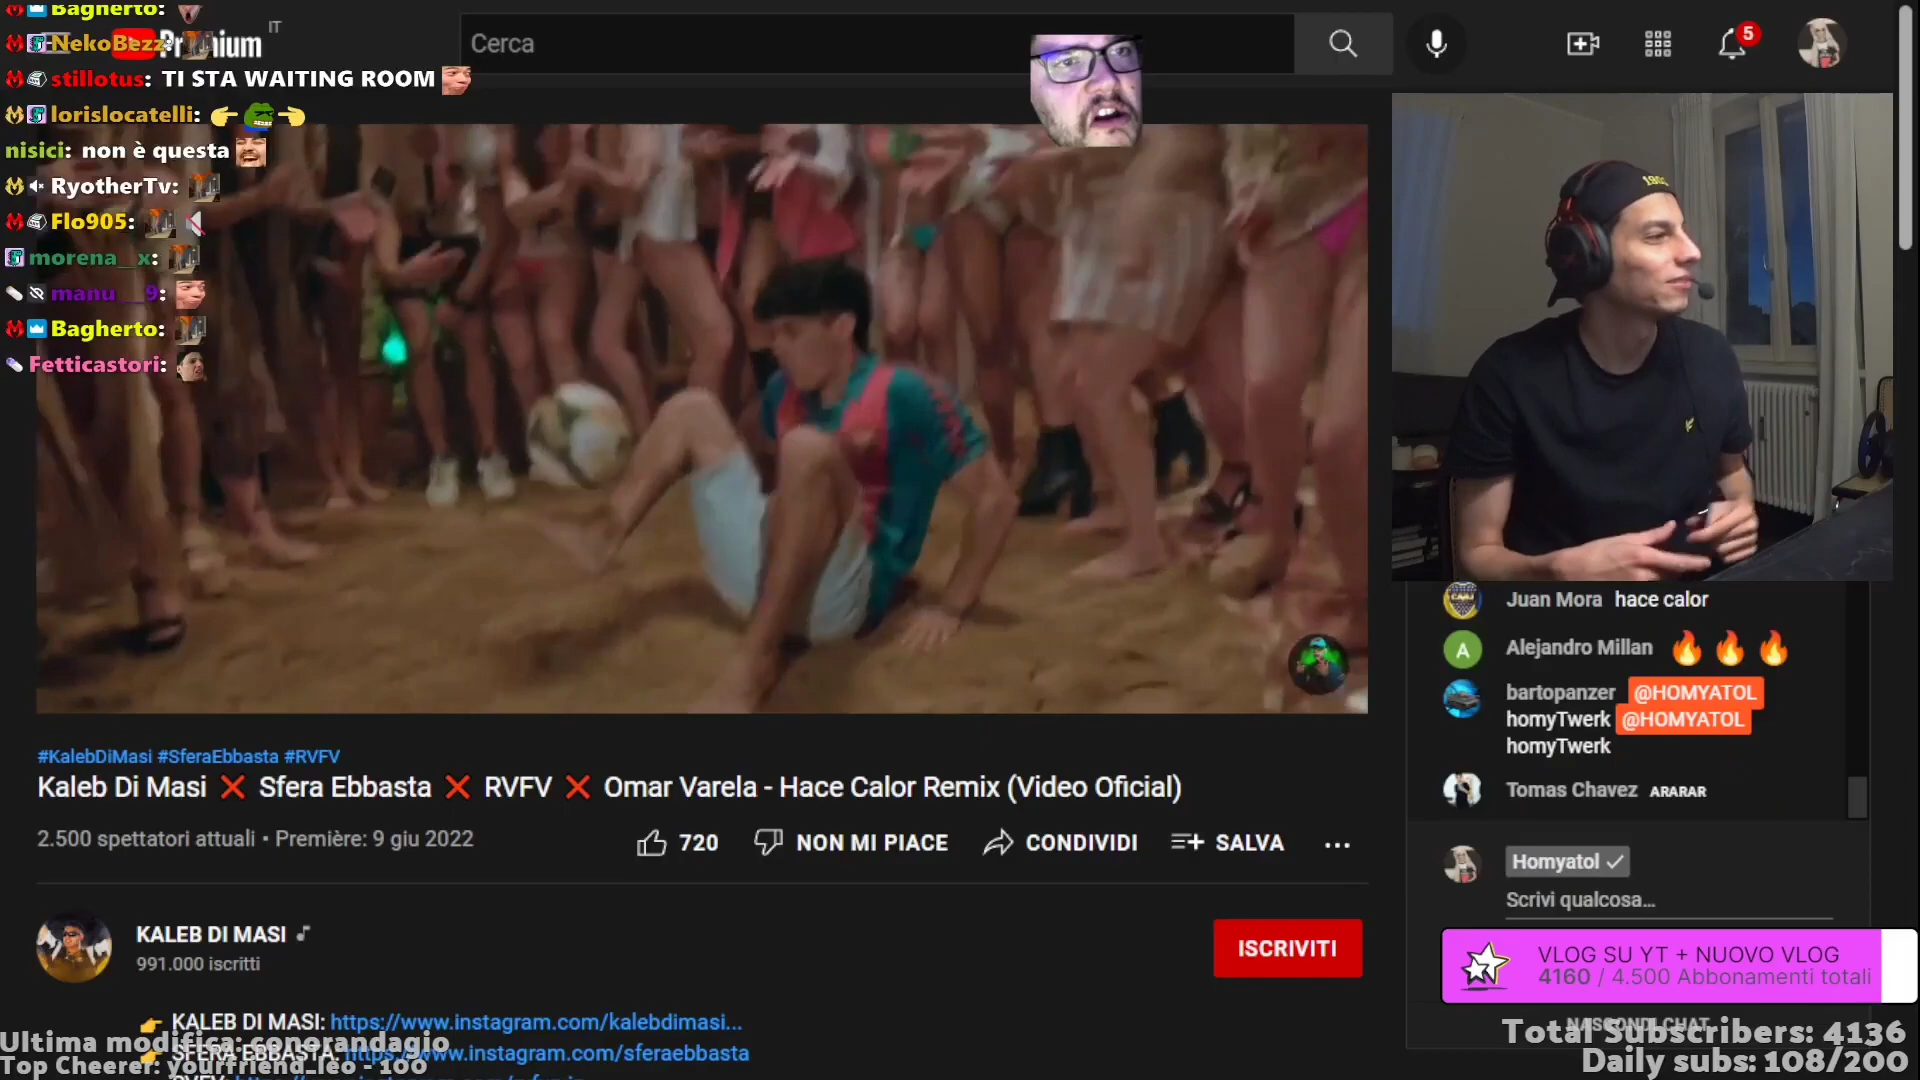 Bagherto:
IT
NekoBezz:
Premium
Cerca
5
stillotus: TI STA WAITING ROOM
lorislocatelli:
nisici: non è questa
RyotherTv:
Flo905:
morena__x:
manu__9:
Bagherto:
Fetticastori:
Juan Mora hace calor
A
Alejandro Millan
bartopanzer @HOMYATOL
homyTwerk @HOMYATOL
homyTwerk
Tomas Chavez ARARAR
#KalebDiMasi #SferaEbbasta #RVFV
Kaleb Di Masi ❌ Sfera Ebbasta ❌ RVFV ❌ Omar Varela - Hace Calor Remix (Video Oficial)
2.500 spettatori attuali • Première: 9 giu 2022
720
NON MI PIACE
CONDIVIDI
SALVA
Homyatol
Scrivi qualcosa...
KALEB DI MASI
991.000 iscritti
ISCRIVITI
VLOG SU YT + NUOVO VLOG
4160 / 4.500 Abbonamenti totali
KALEB DI MASI: https://www.instagram.com/kalebdimasi...
SFERA EBBASTA: https://www.instagram.com/sferaebbasta
NASCONDI CHAT
Ultima modifica: conorandagio
Top Cheerer: yourfriend_leo - 100
Total Subscribers: 4136
Daily subs: 108/200